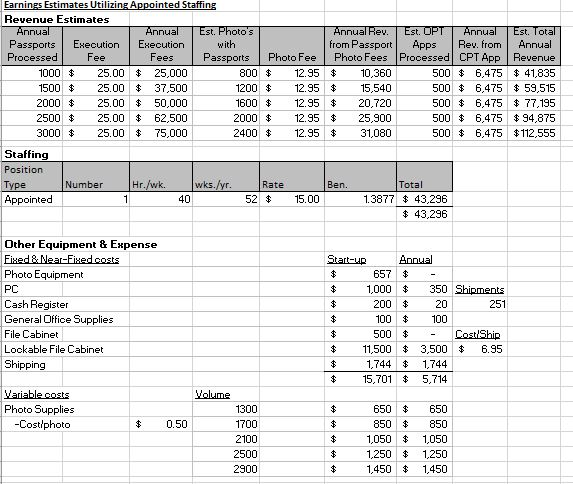 Earnings Estimates Utilizing Appointed Staffing
Revenue Estimates
Annual Passports Processed Execution Fee Annual Execution Fees Est. Photo's with Passports Photo Fee Annual Rev. from Passport Photo Fees Est. OPT Apps Processed Annual Rev. from CPT App Est. Total Annual Revenue
1000 $ 25.00 $ 25,000 800 $ 12.95 $ 10,360 500 $ 6,475 $ 41,835
1500 $ 25.00 $ 37,500 1200 $ 12.95 $ 15,540 500 $ 6,475 $ 59,515
2000 $ 25.00 $ 50,000 1600 $ 12.95 $ 20,720 500 $ 6,475 $ 77,195
2500 $ 25.00 $ 62,500 2000 $ 12.95 $ 25,900 500 $ 6,475 $ 94,875
3000 $ 25.00 $ 75,000 2400 $ 12.95 $ 31,080 500 $ 6,475 $ 112,555
Staffing
Position Type Number Hr./wk. wks./yr. Rate Ben. Total
Appointed 1 40 52 $ 15.00 1.3877 $ 43,296
$ 43,296
Other Equipment & Expense
Fixed & Near-Fixed costs Start-up Annual
Photo Equipment $ 657 $ -
PC $ 1,000 $ 350 Shipments
Cash Register $ 200 $ 20 251
General Office Supplies $ 100 $ 100
File Cabinet $ 500 $ - Cost/Ship
Lockable File Cabinet $ 11,500 $ 3,500 $ 6.95
Shipping $ 1,744 $ 1,744
$ 15,701 $ 5,714
Variable costs Volume
Photo Supplies 1300 $ 650 $ 650
-Cost/photo $ 0.50 1700 $ 850 $ 850
2100 $ 1,050 $ 1,050
2500 $ 1,250 $ 1,250
2900 $ 1,450 $ 1,450